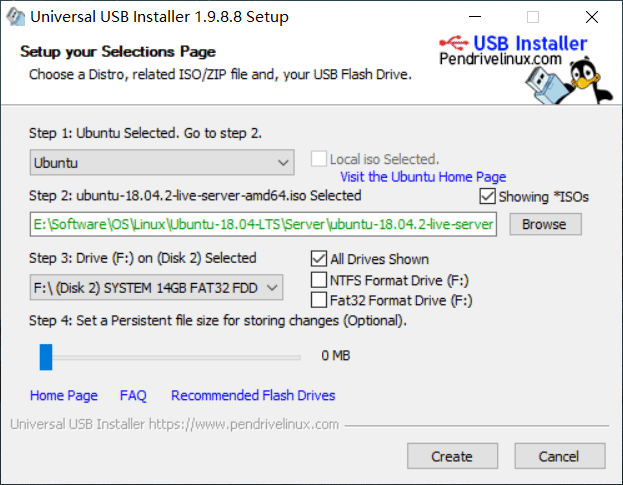 Universal USB Installer 1.9.8.8 Setup
Setup your Selections Page
Choose a Distro, related ISO/ZIP file and, your USB Flash Drive.
USB Installer
Pendrivelinux.com
Step 1: Ubuntu Selected. Go to step 2.
Ubuntu
Local iso Selected.
Visit the Ubuntu Home Page
Step 2: ubuntu-18.04.2-live-server-amd64.iso Selected
Showing *ISOs
E:\Software\OS\Linux\Ubuntu-18.04-LTS\Server\ubuntu-18.04.2-live-server
Browse
Step 3: Drive (F:) on (Disk 2) Selected
All Drives Shown
F:\ (Disk 2) SYSTEM 14GB FAT32 FDD
NTFS Format Drive (F:)
Fat32 Format Drive (F:)
Step 4: Set a Persistent file size for storing changes (Optional).
0 MB
Home Page FAQ Recommended Flash Drives
Universal USB Installer https://www.pendrivelinux.com
Create Cancel